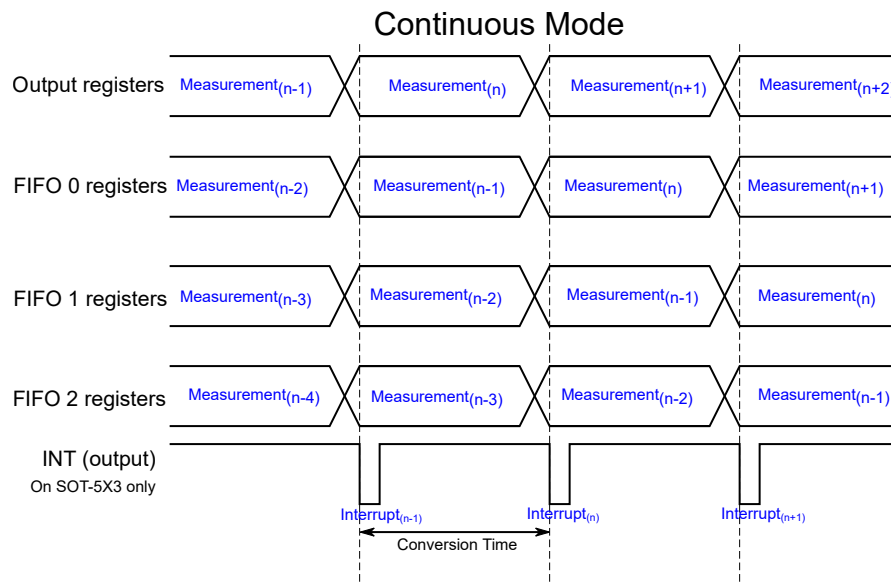 Continuous Mode
Output registers Measurement(n-1) Measurement(n) Measurement(n+1) Measurement(n+2)
FIFO 0 registers Measurement(n-2) Measurement(n-1) Measurement(n) Measurement(n+1)
FIFO 1 registers Measurement(n-3) Measurement(n-2) Measurement(n-1) Measurement(n)
FIFO 2 registers Measurement(n-4) Measurement(n-3) Measurement(n-2) Measurement(n-1)
INT (output)
On SOT-5X3 only
Interrupt(n-1) Interrupt(n) Interrupt(n+1)
Conversion Time